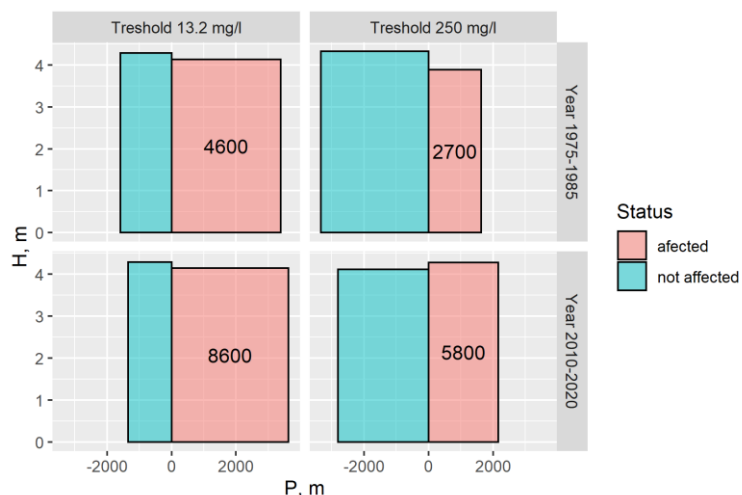 Treshold 13.2 mg/l
Treshold 250 mg/l
4
3
2
1
0
4600
2700
Year 1975-1985
4
3
2
1
0
8600
5800
Year 2010-2020
H, m
-2000
0
2000
-2000
0
2000
P, m
Status
afected
not affected